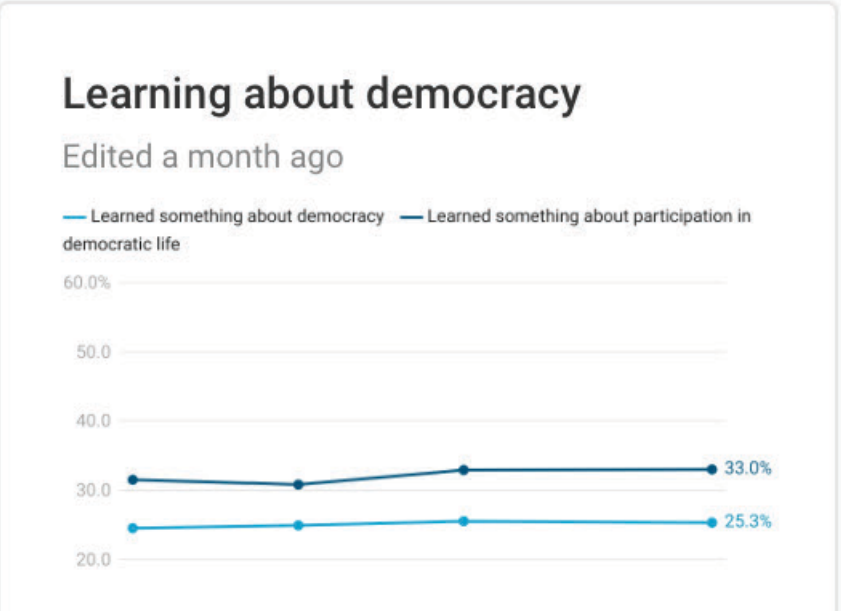 Learning about democracy
Edited a month ago
Learned something about democracy Learned something about participation in
democratic life
60.0%
50.0
40.0
33.0%
30.0
25.3%
20.0